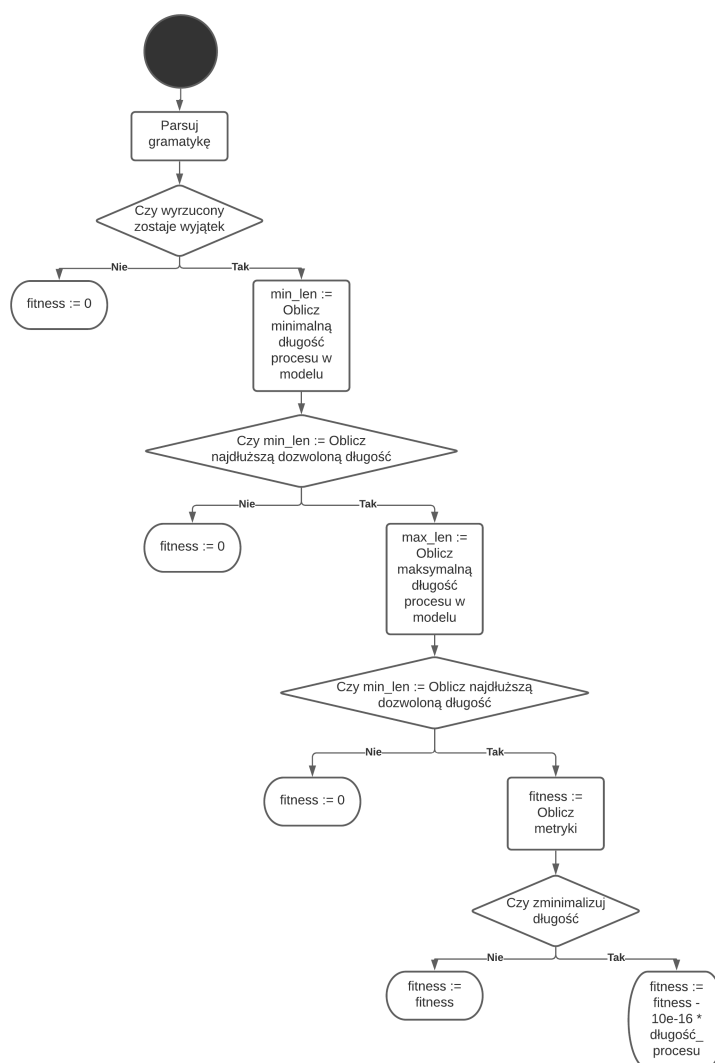 Parsuj
gramatykę
Czy wyrzucony
zostaje wyjątek
Nie
Tak
fitness := 0
min_len :=
Oblicz
minimalną
długość
procesu w
modelu
Czy min_len := Oblicz
najdłuższą dozwoloną długość
Nie
Tak
fitness := 0
max_len :=
Oblicz
maksymalną
długość
procesu w
modelu
Czy min_len := Oblicz najdłuższą
dozwoloną długość
Nie
Tak
fitness := 0
fitness :=
Oblicz
metryki
Czy zminimalizuj
długość
Nie
Tak
fitness :=
fitness
fitness :=
fitness -
10e-16 *
długość_
procesu